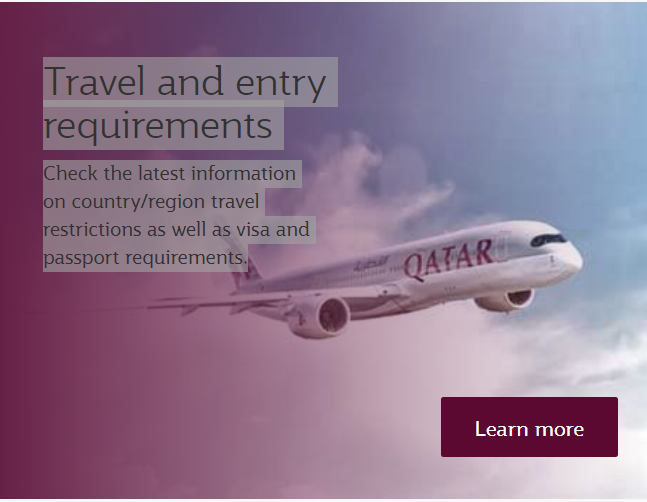 Travel and entry
requirements
Check the latest information
on country/region travel
restrictions as well as visa and
passport requirements.
القطرية QATAR
Learn more